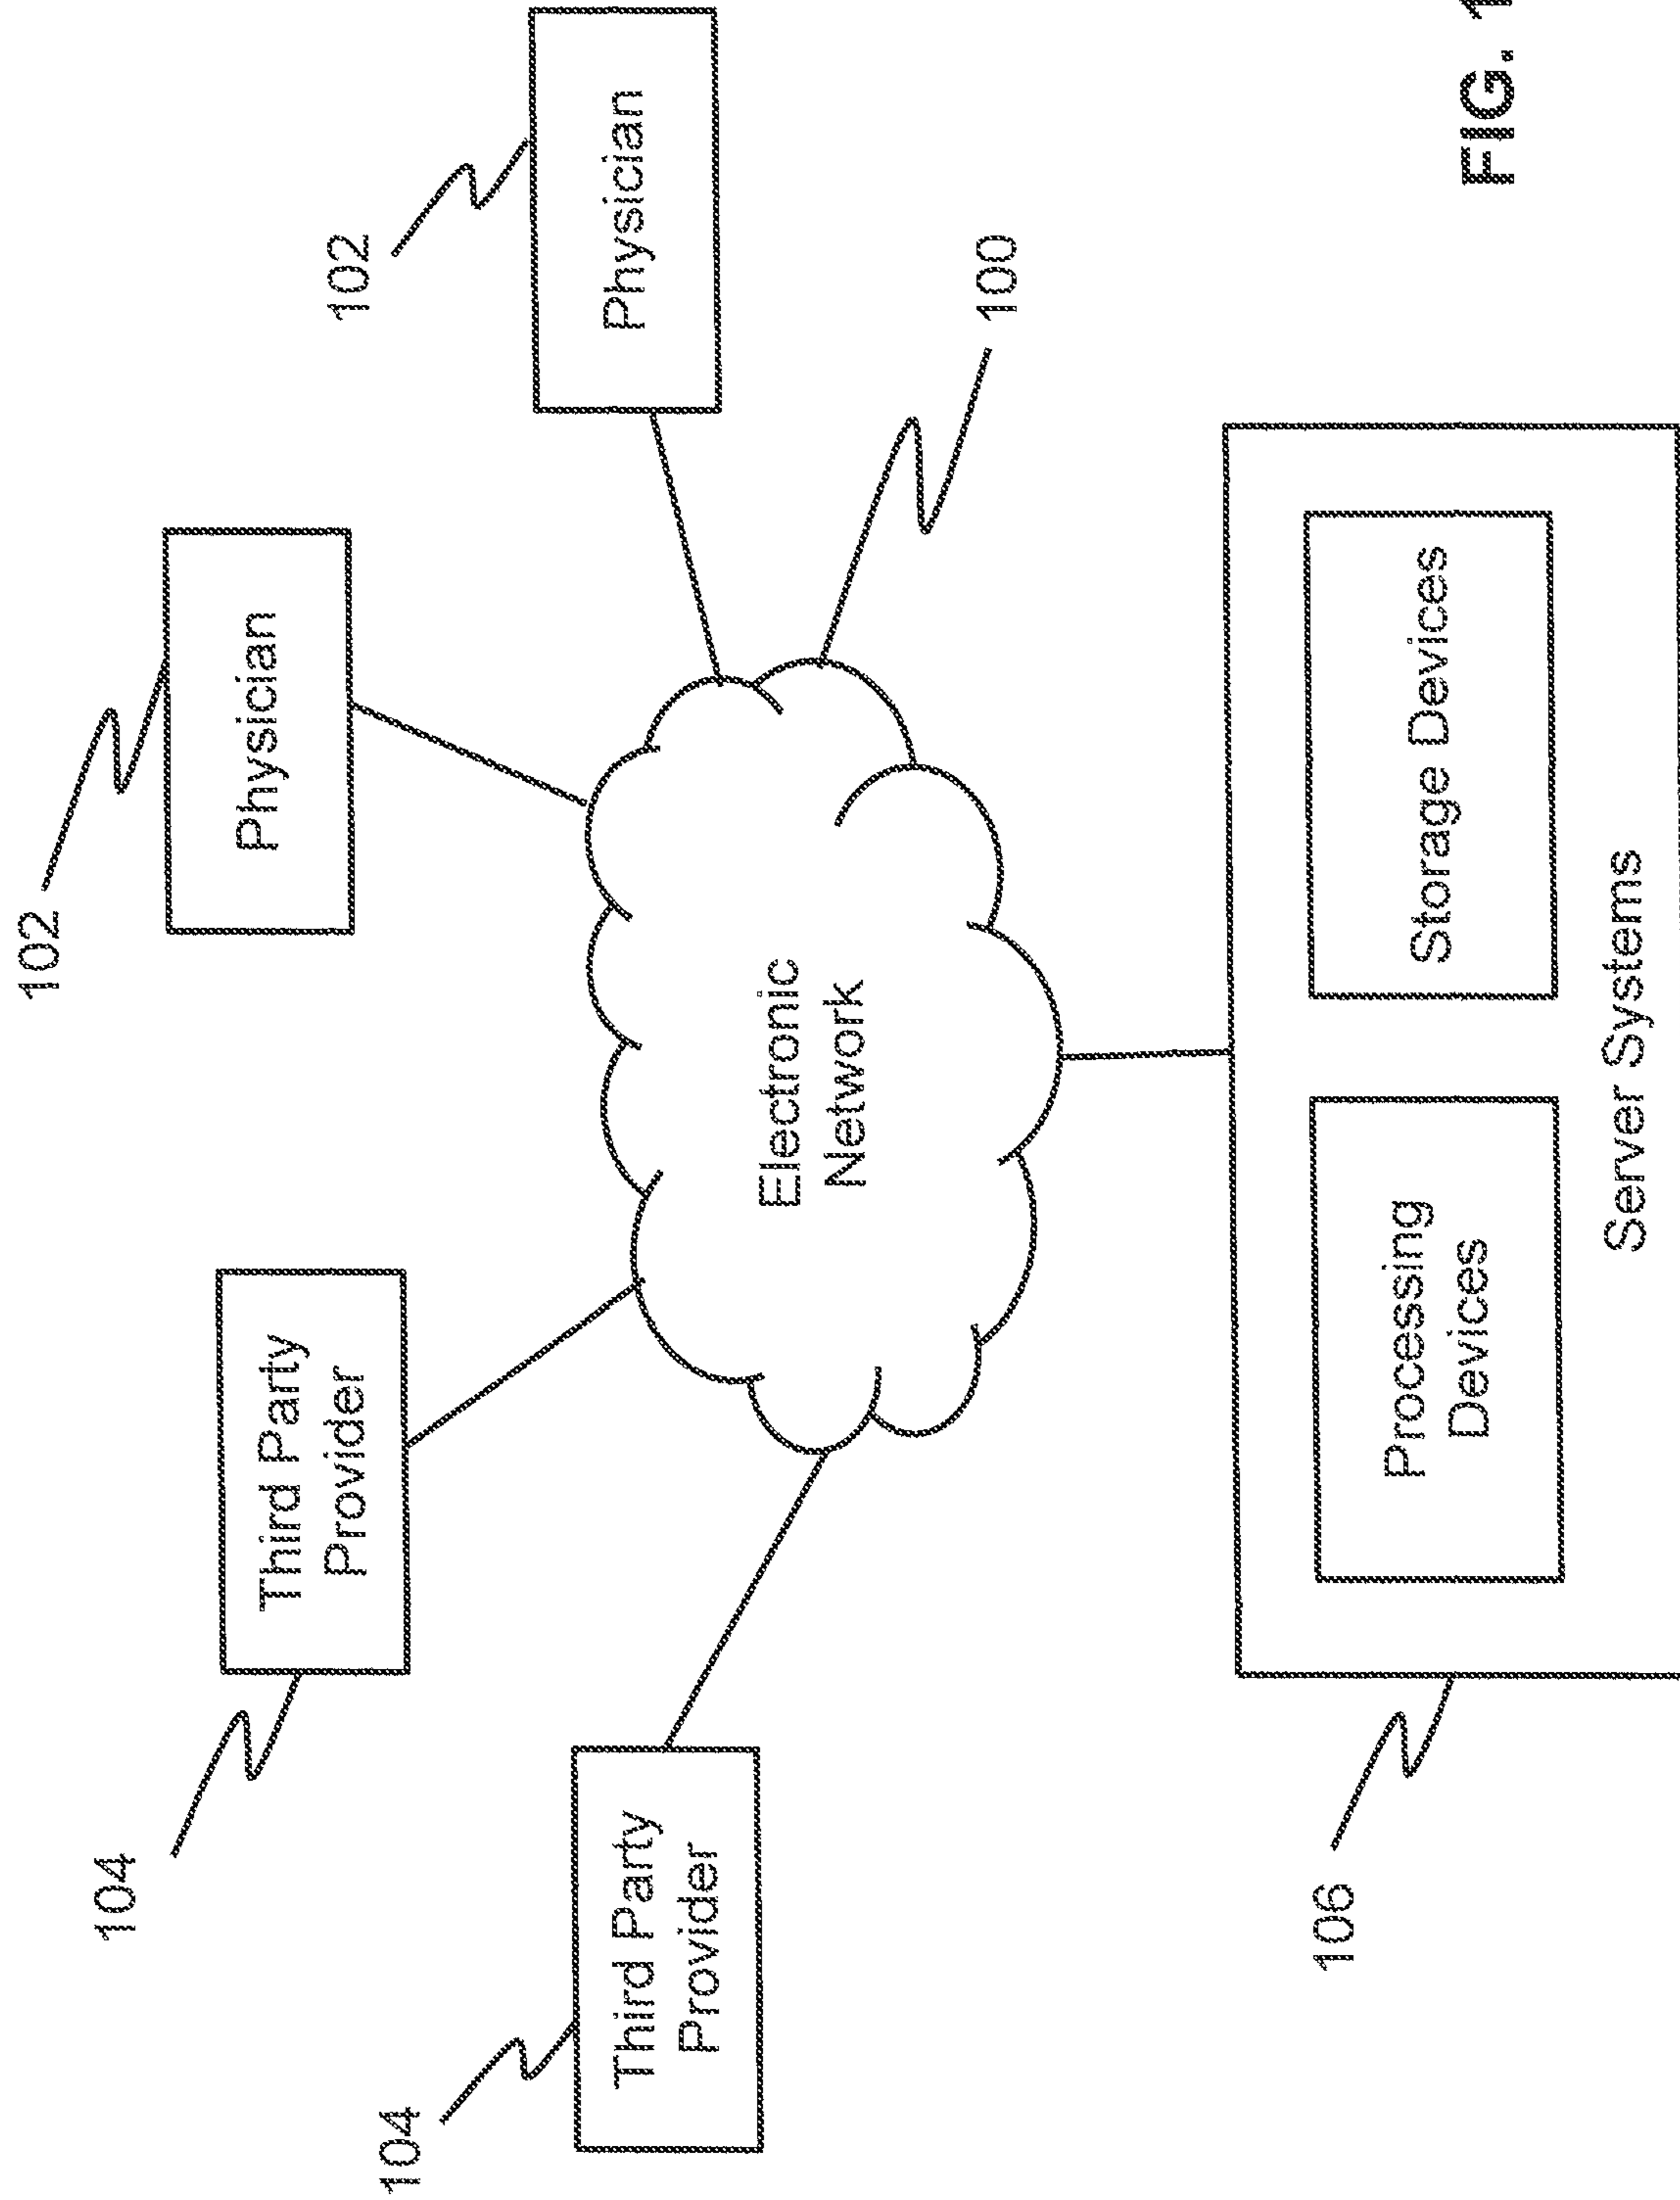 102
Physician
102
Physician
104
Third Party
Provider
104
Third Party
Provider
Electronic
Network
100
106
Processing
Devices
Storage Devices
Server Systems
FIG. 1